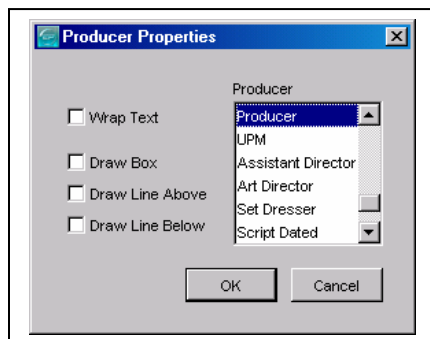 Producer Properties
Producer
Wrap Text
Draw Box
Draw Line Above
Draw Line Below
Producer
UPM
Assistant Director
Art Director
Set Dresser
Script Dated
OK
Cancel